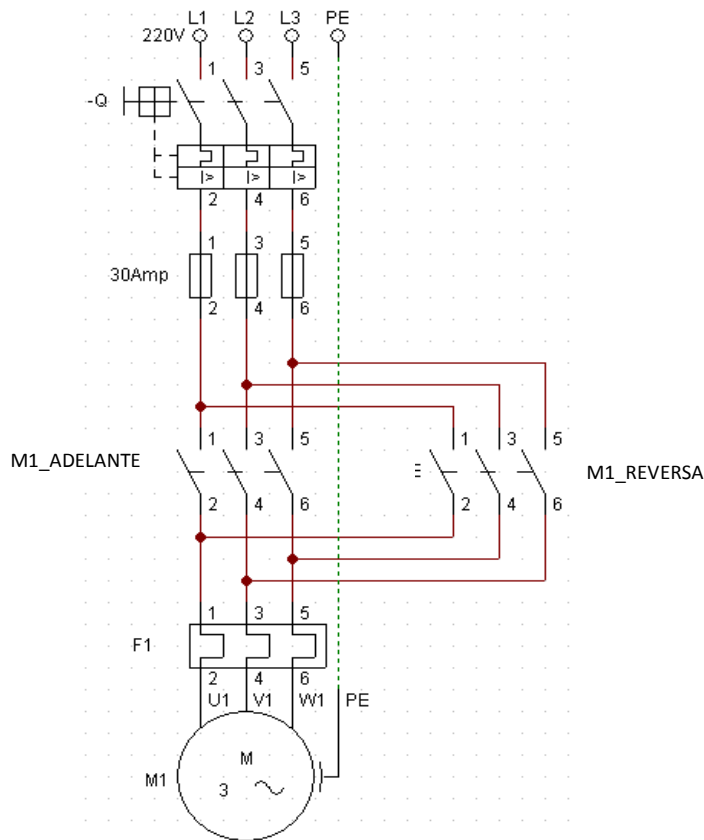 L1 L2 L3 PE
220V
1 3 5
-Q
I> I> I>
2 4 6
1 3 5
30Amp
2 4 6
1 3 5 1 3 5
M1_ADELANTE M1_REVERSA
2 4 6 2 4 6
1 3 5
F1
2 4 6
U1 V1 W1 PE
M
M1
3